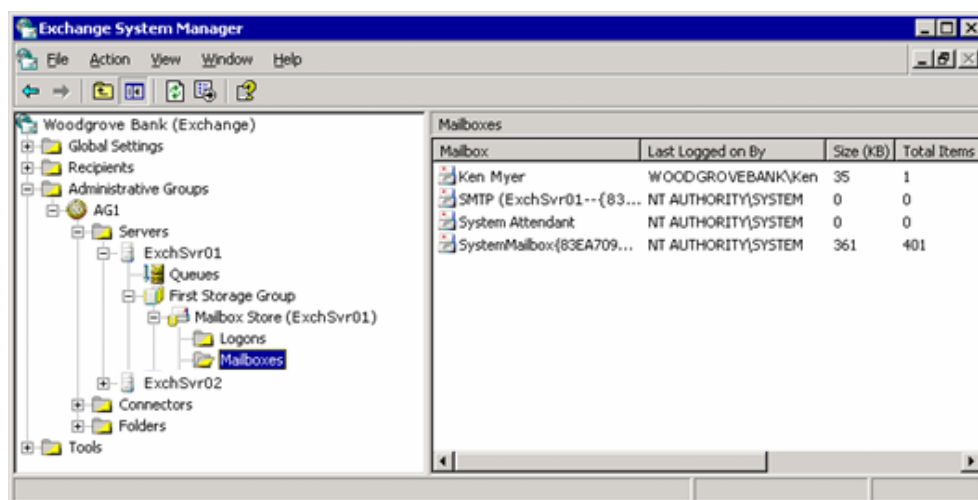 Exchange System Manager
File Action View Window Help
Woodgrove Bank (Exchange)
Global Settings
Recipients
Administrative Groups
AG1
Servers
ExchSvr01
Queues
First Storage Group
Mailbox Store (ExchSvr01)
Logons
Mailboxes
ExchSvr02
Connectors
Folders
Tools
Mailboxes
Mailbox Last Logged on By Size (KB) Total Items
Ken Myer WOODGROVEBANK\Ken 35 1
SMTP (ExchSvr01--{83... NT AUTHORITY\SYSTEM 0 0
System Attendant NT AUTHORITY\SYSTEM 0 0
SystemMailbox{83EA709... NT AUTHORITY\SYSTEM 361 401